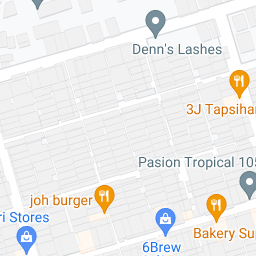 Denn's Lashes
3J Tapsihan
Pasion Tropical 105
joh burger
ri Stores
6Brew
Bakery Su